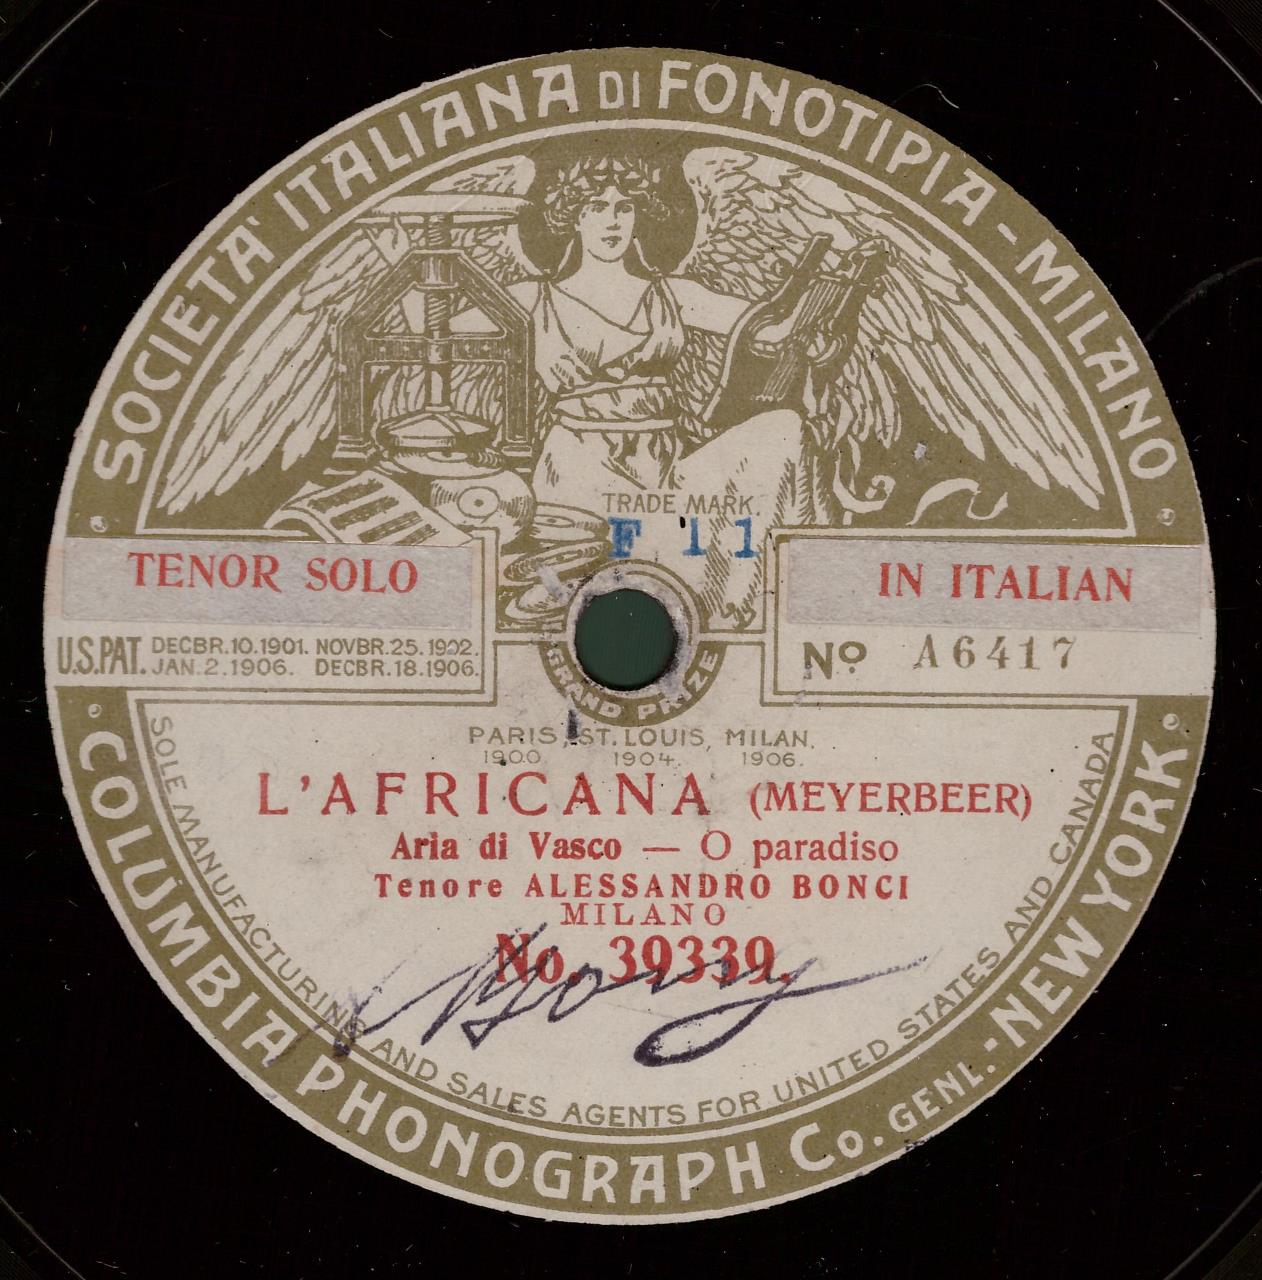 SOCIETA' ITALIANA DI FONOTIPIA - MILANO
TRADE MARK.
F 11
TENOR SOLO
IN ITALIAN
U.S.PAT. DECBR.10.1901. NOVBR.25.1902.
JAN.2.1906. DECBR.18.1906.
No. A6417
GRAND PRIZE
PARIS, ST. LOUIS, MILAN.
1900 1904. 1906.
L'AFRICANA (MEYERBEER)
Aria di Vasco — O paradiso
Tenore ALESSANDRO BONCI
MILANO
No. 39339.
SOLE MANUFACTURING AND SALES AGENTS FOR UNITED STATES AND CANADA
COLUMBIA PHONOGRAPH Co. GENL. - NEW YORK